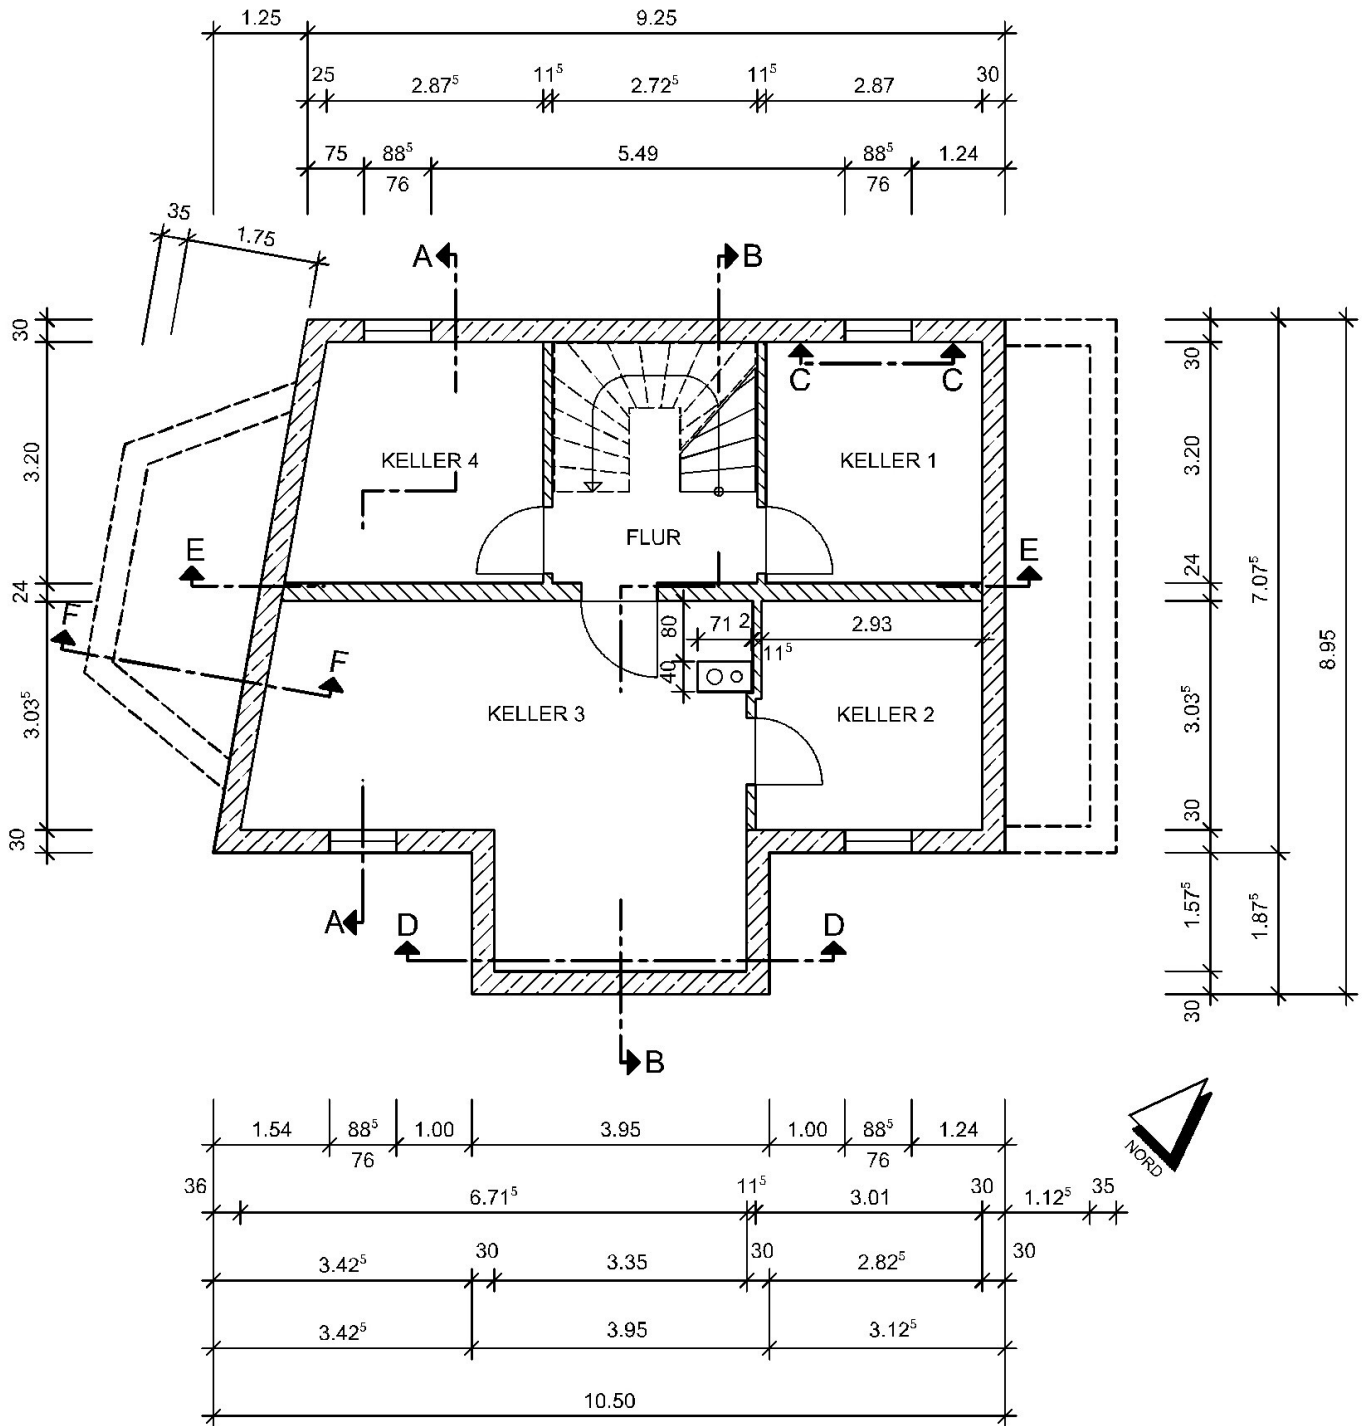 1.25 9.25
25 2.87⁵ 11⁵ 2.72⁵ 11⁵ 2.87 30
75 88⁵ 5.49 88⁵ 1.24
76 76
35 1.75
A B
30 30
C C
3.20 KELLER 4 KELLER 1 3.20
FLUR
E E
24 24 7.07⁵
F 80 71 2 2.93 8.95
11⁵
F 40
3.03⁵ KELLER 3 KELLER 2 3.03⁵
30 30
A D D 1.57⁵ 1.87⁵
30
B
NORD
1.54 88⁵ 1.00 3.95 1.00 88⁵ 1.24
76 76
36 6.71⁵ 11⁵ 3.01 30 1.12⁵ 35
3.42⁵ 30 3.35 30 2.82⁵ 30
3.42⁵ 3.95 3.12⁵
10.50